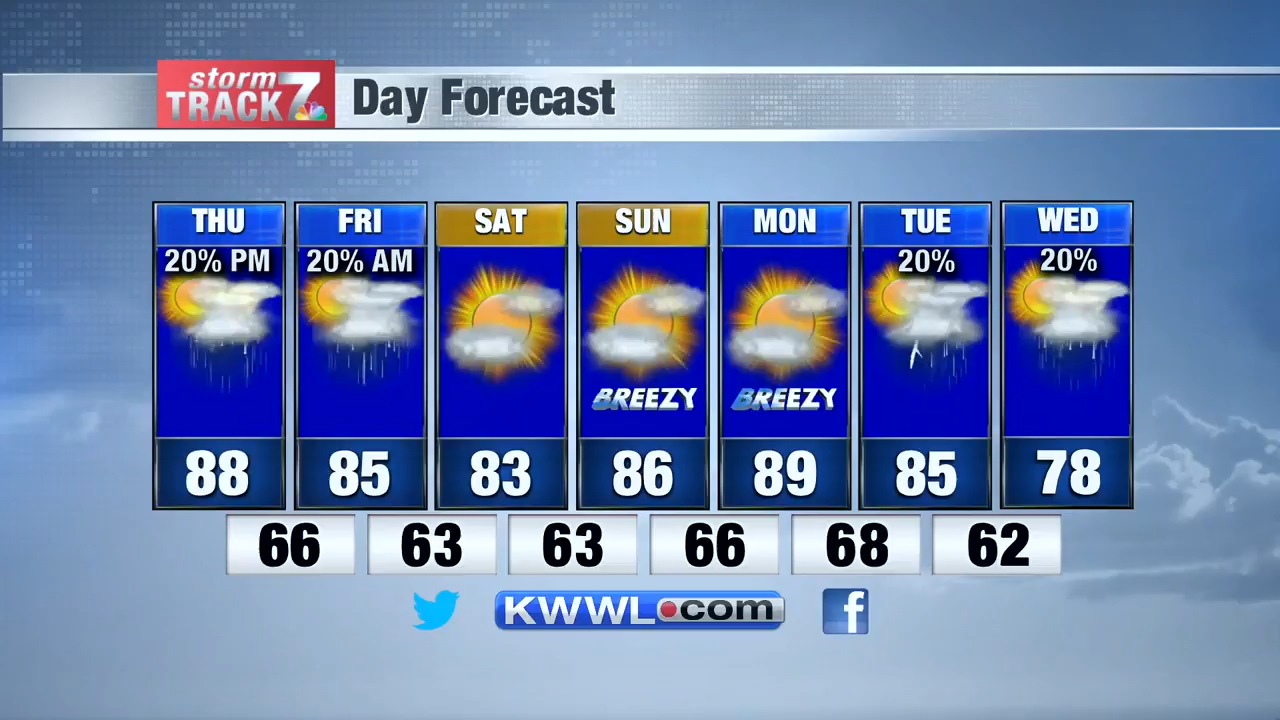 storm
TRACK 7
Day Forecast
THU FRI SAT SUN MON TUE WED
20% PM 20% AM 20% 20%
BREEZY BREEZY
88 85 83 86 89 85 78
66 63 63 66 68 62
KWWL.com
f